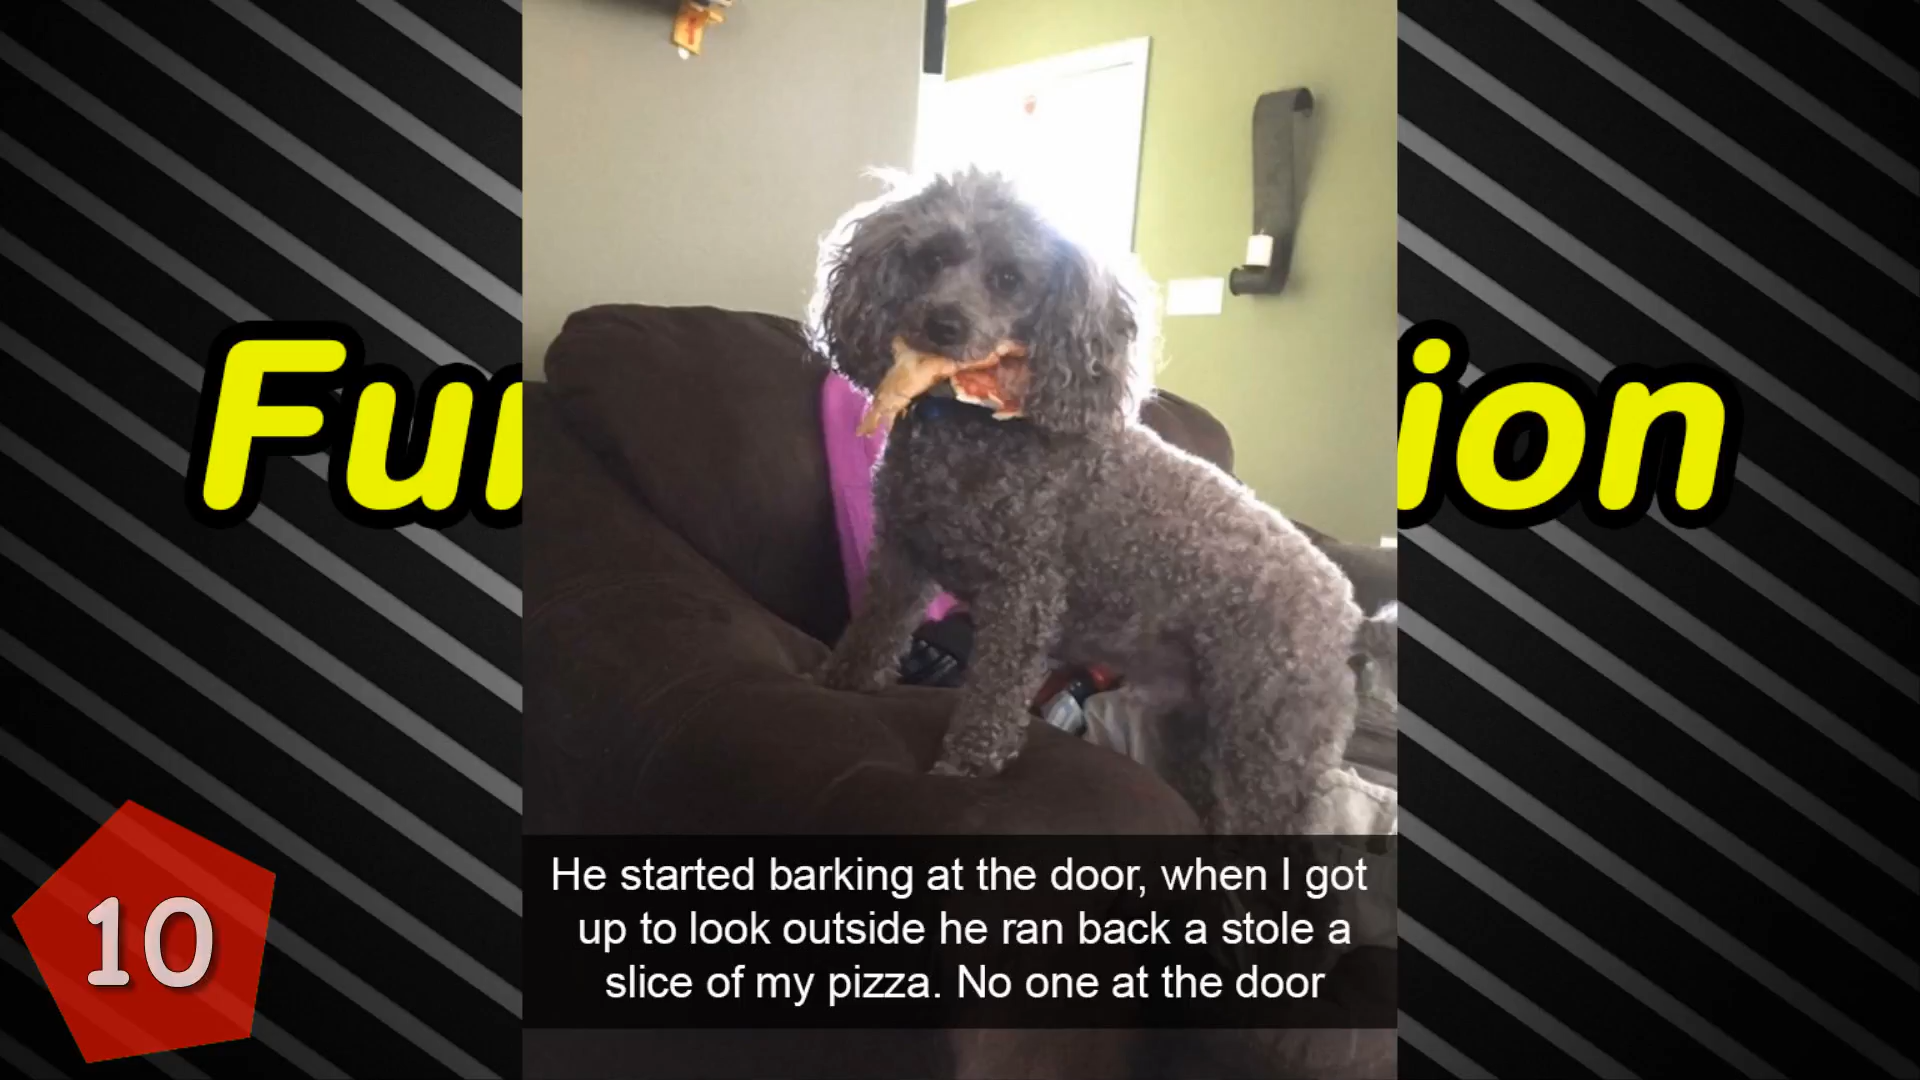 Fu
ion
He started barking at the door, when I got
up to look outside he ran back a stole a
slice of my pizza. No one at the door
10